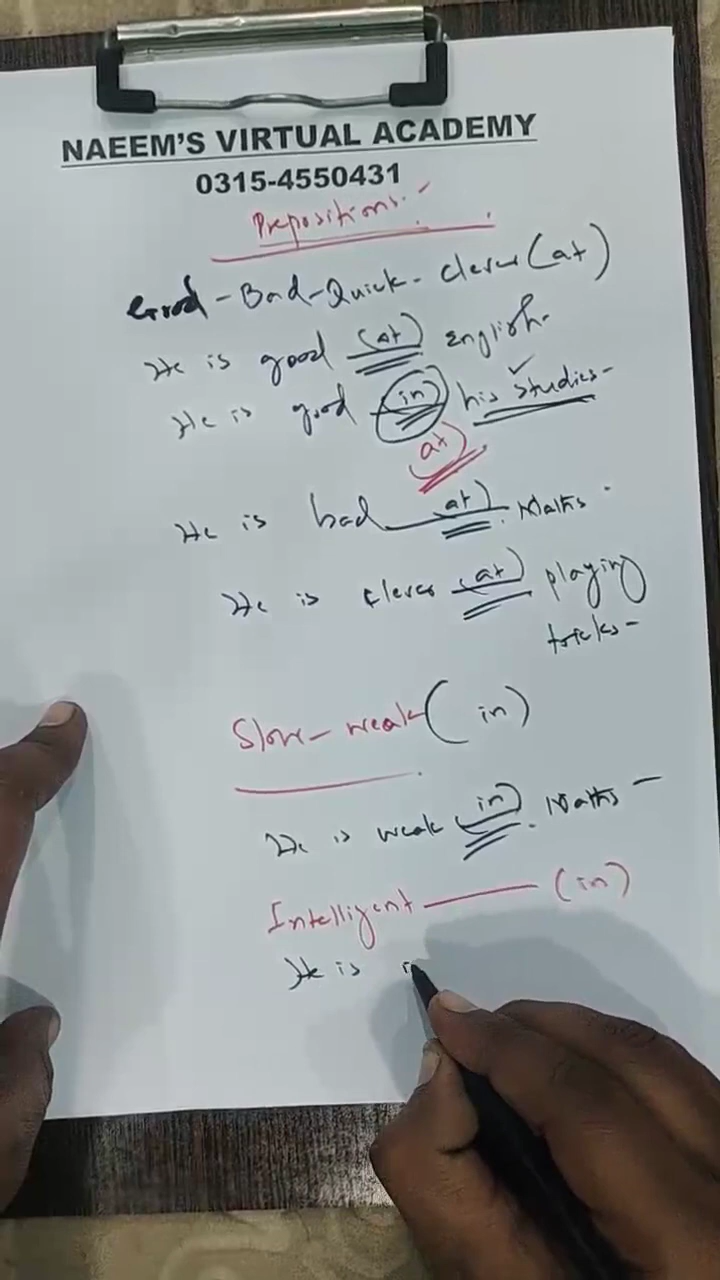 NAEEM'S VIRTUAL ACADEMY
0315-4550431
Prepositions:
Good - Bad - Quick - clever (at)
He is good (at) English.
He is good (in) his studies -
(at)
He is bad (at) Maths.
He is clever (at) playing
tricks -
Slow - weak (in)
He is weak (in) Maths -
Intelligent (in)
He is